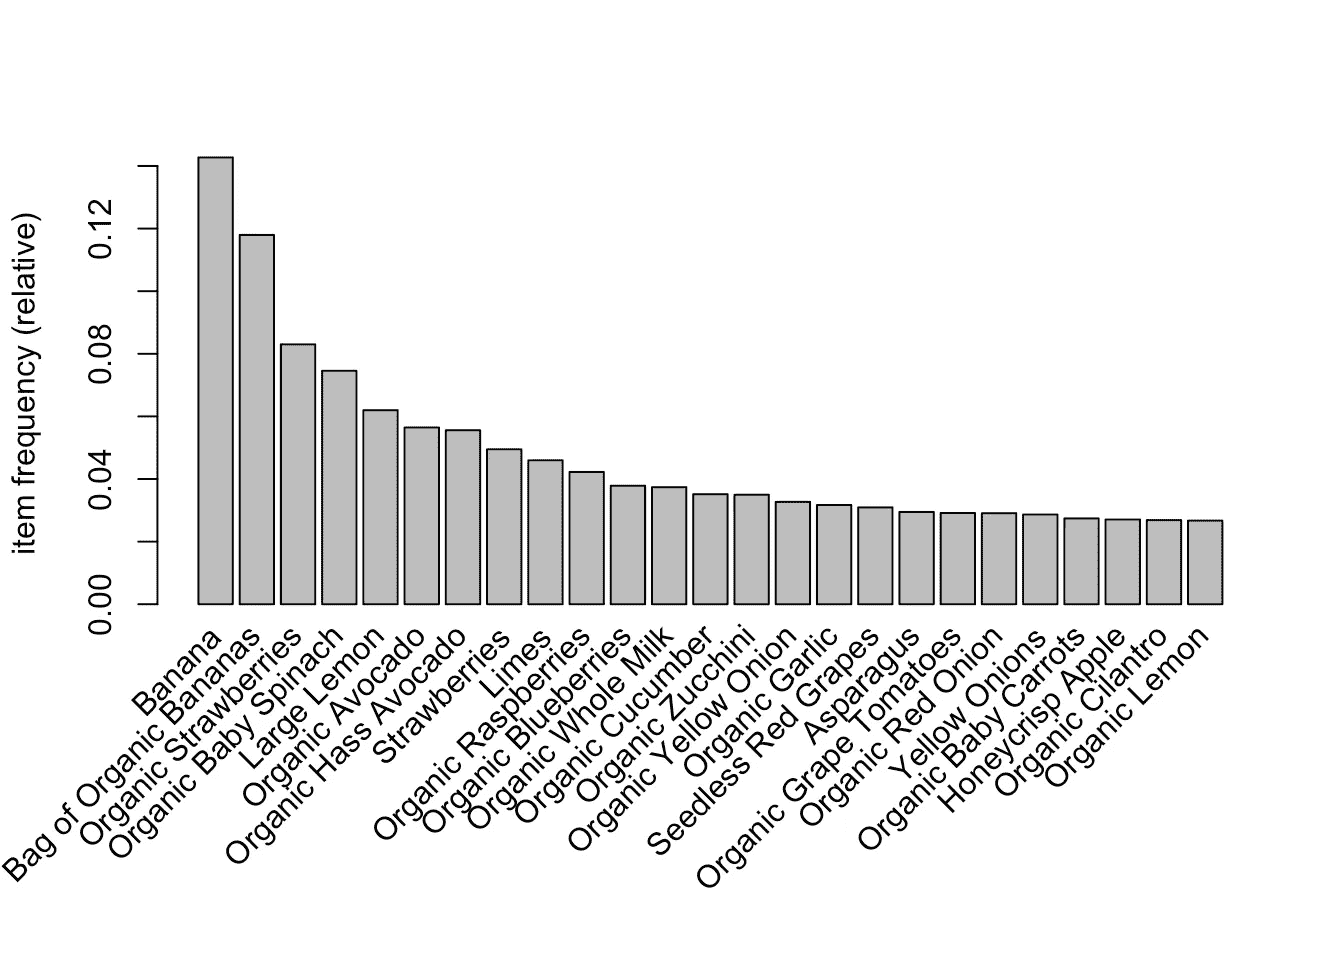 item frequency (relative)
0.12
0.08
0.04
0.00
Banana
Bag of Organic Bananas
Organic Strawberries
Organic Baby Spinach
Large Lemon
Organic Avocado
Organic Hass Avocado
Strawberries
Limes
Organic Raspberries
Organic Blueberries
Organic Whole Milk
Organic Cucumber
Organic Zucchini
Organic Yellow Onion
Organic Garlic
Seedless Red Grapes
Asparagus
Organic Grape Tomatoes
Organic Red Onion
Yellow Onions
Organic Baby Carrots
Honeycrisp Apple
Organic Cilantro
Organic Lemon